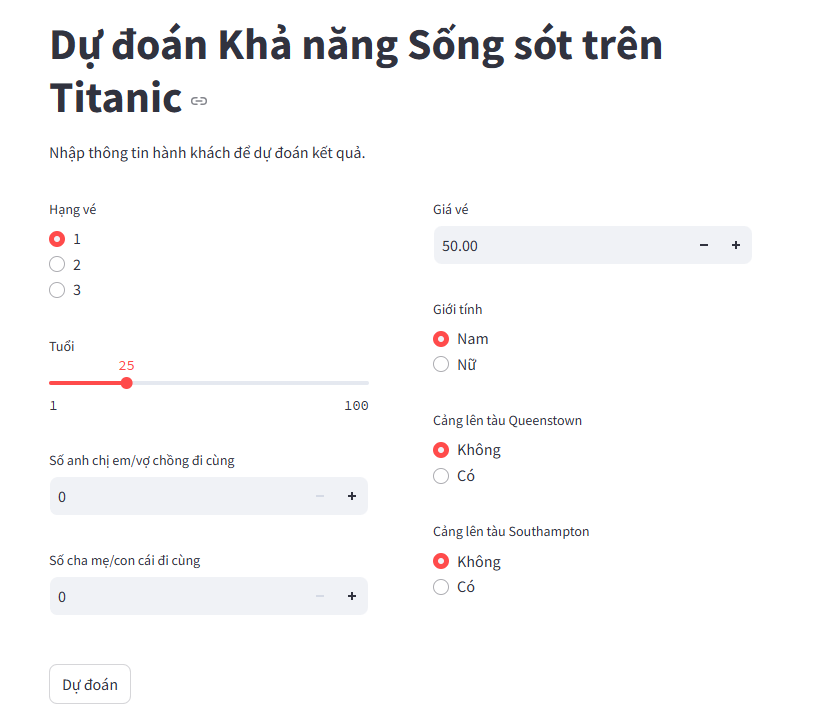 Dự đoán Khả năng Sống sót trên
Titanic
Nhập thông tin hành khách để dự đoán kết quả.
Hạng vé
1
2
3
Tuổi
25
1
100
Số anh chị em/vợ chồng đi cùng
0
Số cha mẹ/con cái đi cùng
0
Giá vé
50.00
Giới tính
Nam
Nữ
Cảng lên tàu Queenstown
Không
Có
Cảng lên tàu Southampton
Không
Có
Dự đoán